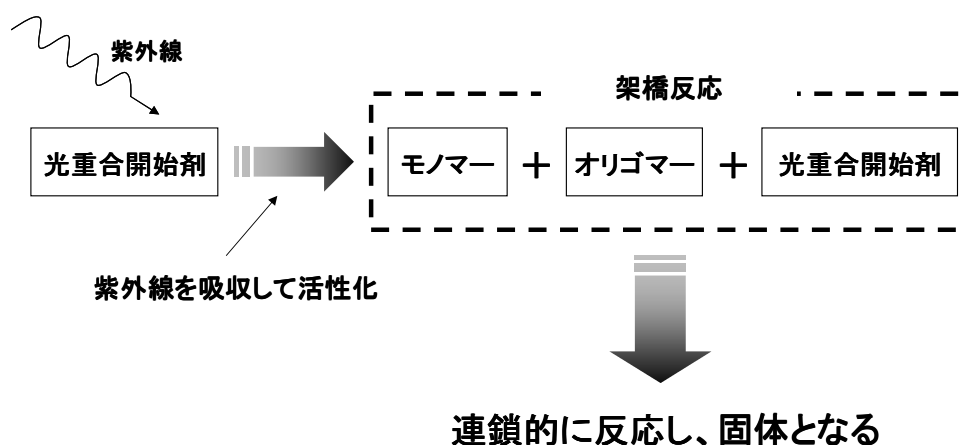 紫外線
架橋反応
光重合開始剤
モノマー + オリゴマー + 光重合開始剤
紫外線を吸収して活性化
連鎖的に反応し、固体となる